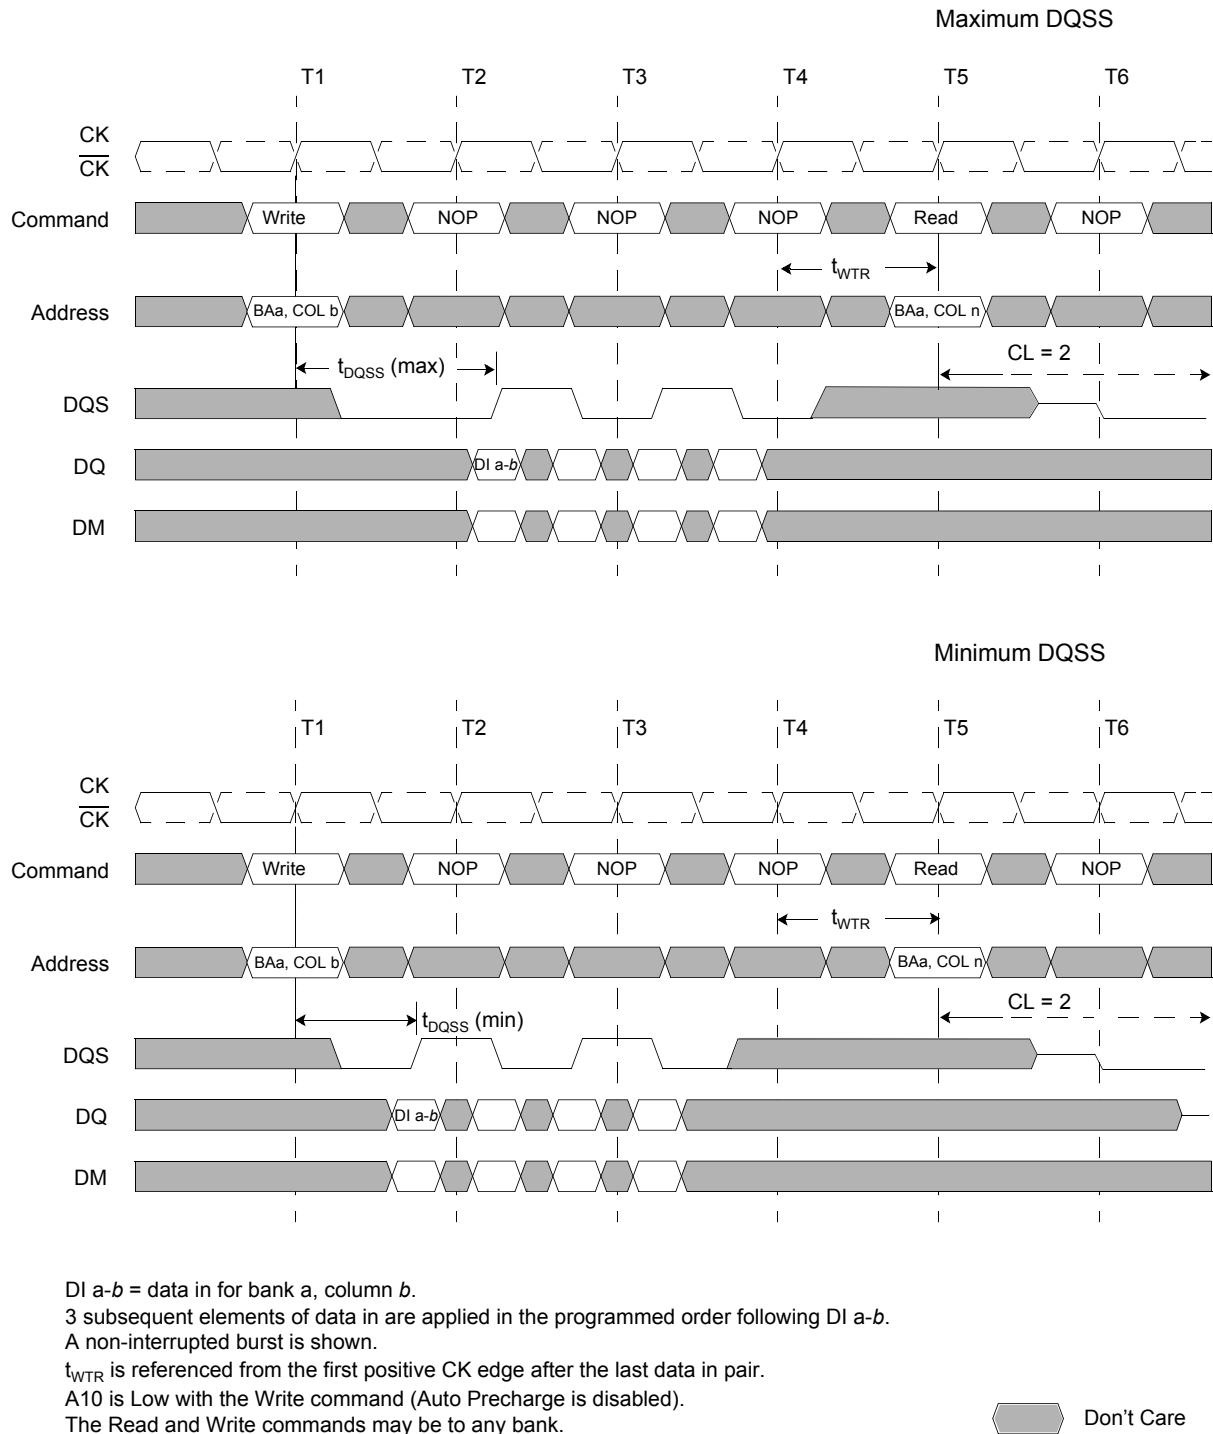 Maximum DQSS
T1 T2 T3 T4 T5 T6
CK
CK
Command Write NOP NOP NOP Read NOP
tWTR
Address BAa, COL b BAa, COL n
CL = 2
tDQSS (max)
DQS
DQ DI a-b
DM
Minimum DQSS
T1 T2 T3 T4 T5 T6
CK
CK
Command Write NOP NOP NOP Read NOP
tWTR
Address BAa, COL b BAa, COL n
CL = 2
tDQSS (min)
DQS
DQ DI a-b
DM
DI a-b = data in for bank a, column b.
3 subsequent elements of data in are applied in the programmed order following DI a-b.
A non-interrupted burst is shown.
tWTR is referenced from the first positive CK edge after the last data in pair.
A10 is Low with the Write command (Auto Precharge is disabled).
The Read and Write commands may be to any bank.
Don't Care